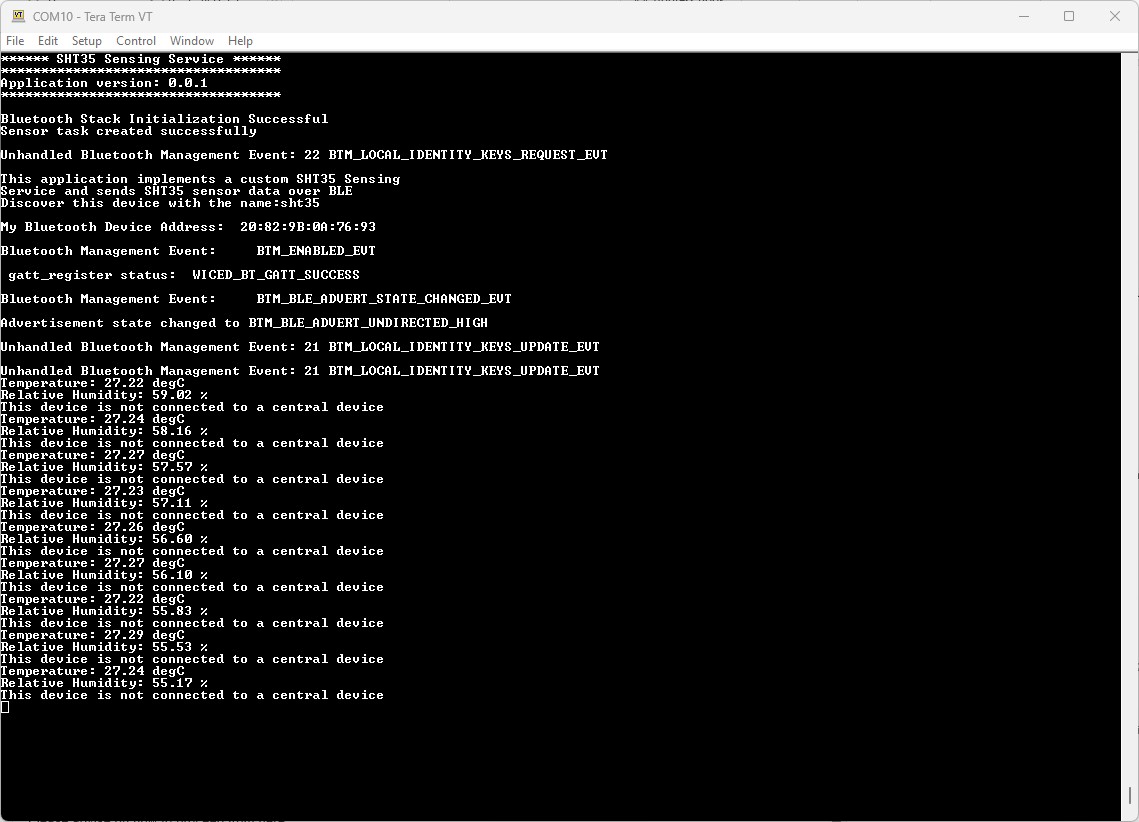 COM10 - Tera Term VT
File Edit Setup Control Window Help
****** SHT35 Sensing Service ******
***********************************
Application version: 0.0.1
***********************************
Bluetooth Stack Initialization Successful
Sensor task created successfully
Unhandled Bluetooth Management Event: 22 BTM_LOCAL_IDENTITY_KEYS_REQUEST_EVT
This application implements a custom SHT35 Sensing
Service and sends SHT35 sensor data over BLE
Discover this device with the name:sht35
My Bluetooth Device Address: 20:82:9B:0A:76:93
Bluetooth Management Event: BTM_ENABLED_EVT
gatt_register status: WICED_BT_GATT_SUCCESS
Bluetooth Management Event: BTM_BLE_ADVERT_STATE_CHANGED_EVT
Advertisement state changed to BTM_BLE_ADVERT_UNDIRECTED_HIGH
Unhandled Bluetooth Management Event: 21 BTM_LOCAL_IDENTITY_KEYS_UPDATE_EVT
Unhandled Bluetooth Management Event: 21 BTM_LOCAL_IDENTITY_KEYS_UPDATE_EVT
Temperature: 27.22 degC
Relative Humidity: 59.02 %
This device is not connected to a central device
Temperature: 27.24 degC
Relative Humidity: 58.16 %
This device is not connected to a central device
Temperature: 27.27 degC
Relative Humidity: 57.57 %
This device is not connected to a central device
Temperature: 27.23 degC
Relative Humidity: 57.11 %
This device is not connected to a central device
Temperature: 27.26 degC
Relative Humidity: 56.60 %
This device is not connected to a central device
Temperature: 27.27 degC
Relative Humidity: 56.10 %
This device is not connected to a central device
Temperature: 27.22 degC
Relative Humidity: 55.83 %
This device is not connected to a central device
Temperature: 27.29 degC
Relative Humidity: 55.53 %
This device is not connected to a central device
Temperature: 27.24 degC
Relative Humidity: 55.17 %
This device is not connected to a central device